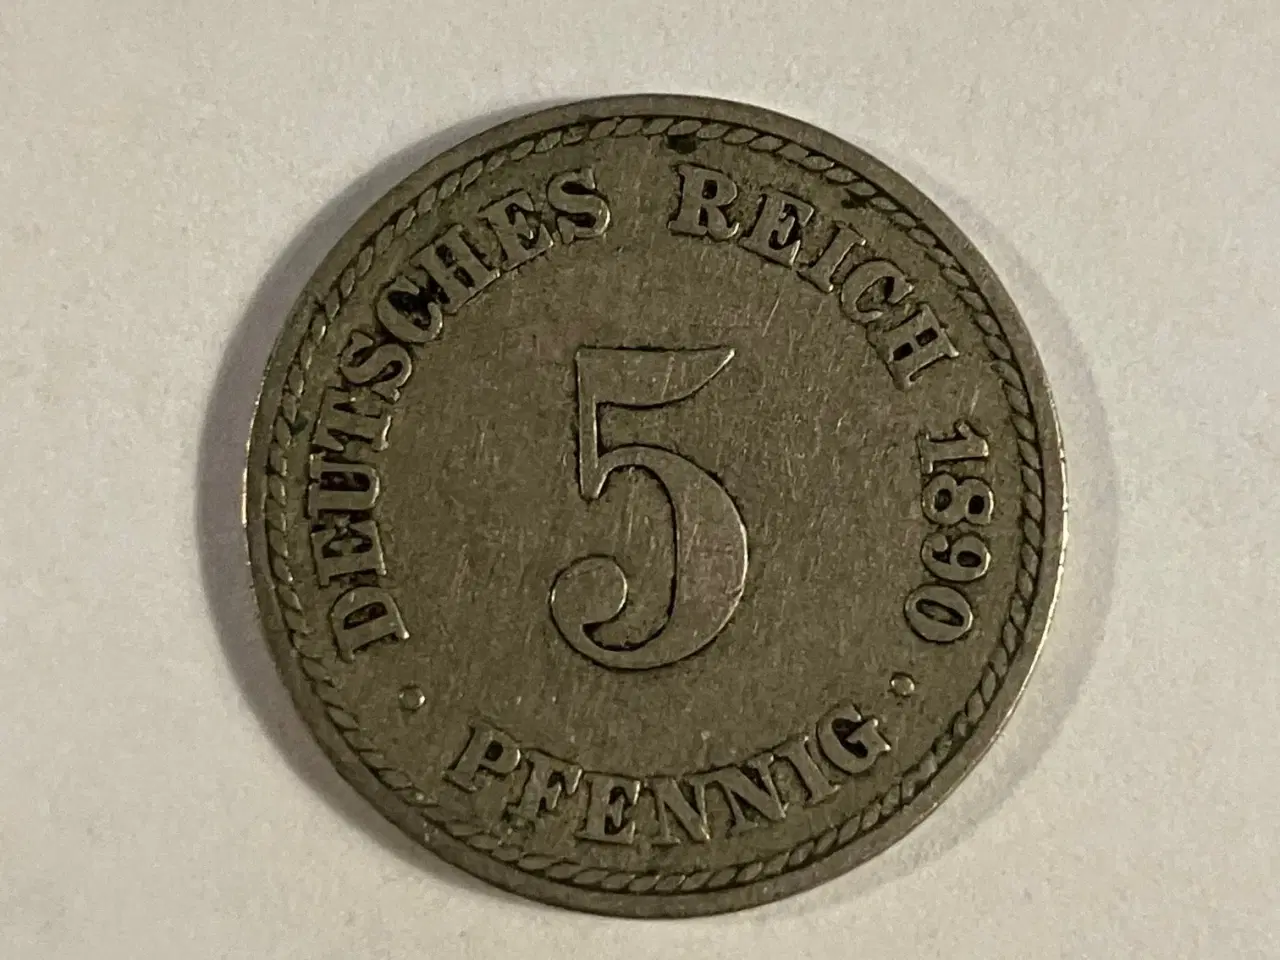 DEUTSCHES REICH 1890
5
· PFENNIG ·